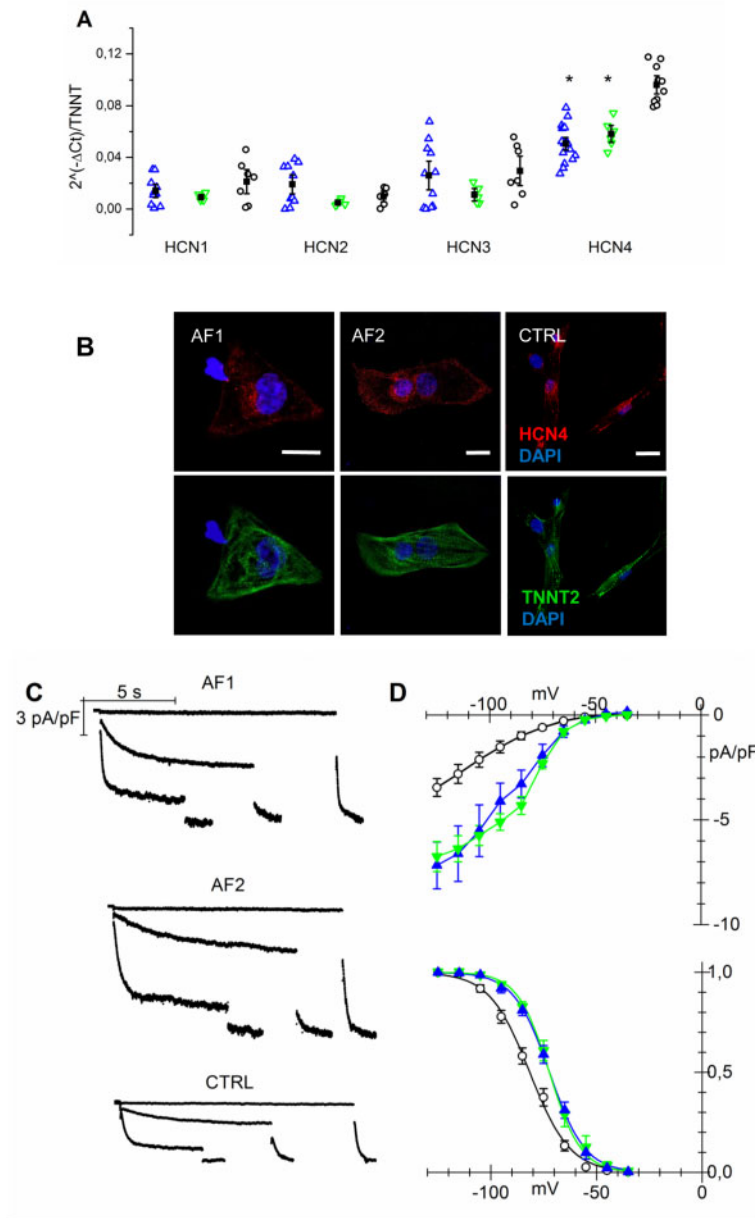 A
2^(-ΔCt)/TNNT
0,12
0,08
0,04
0,00
* *
HCN1 HCN2 HCN3 HCN4
B
AF1 AF2 CTRL
HCN4
DAPI
TNNT2
DAPI
C
5 s
3 pA/pF
AF1
AF2
CTRL
D
mV
-100 -50 0
0
pA/pF
-5
-10
1,0
0,5
0,0
-100 mV -50 0